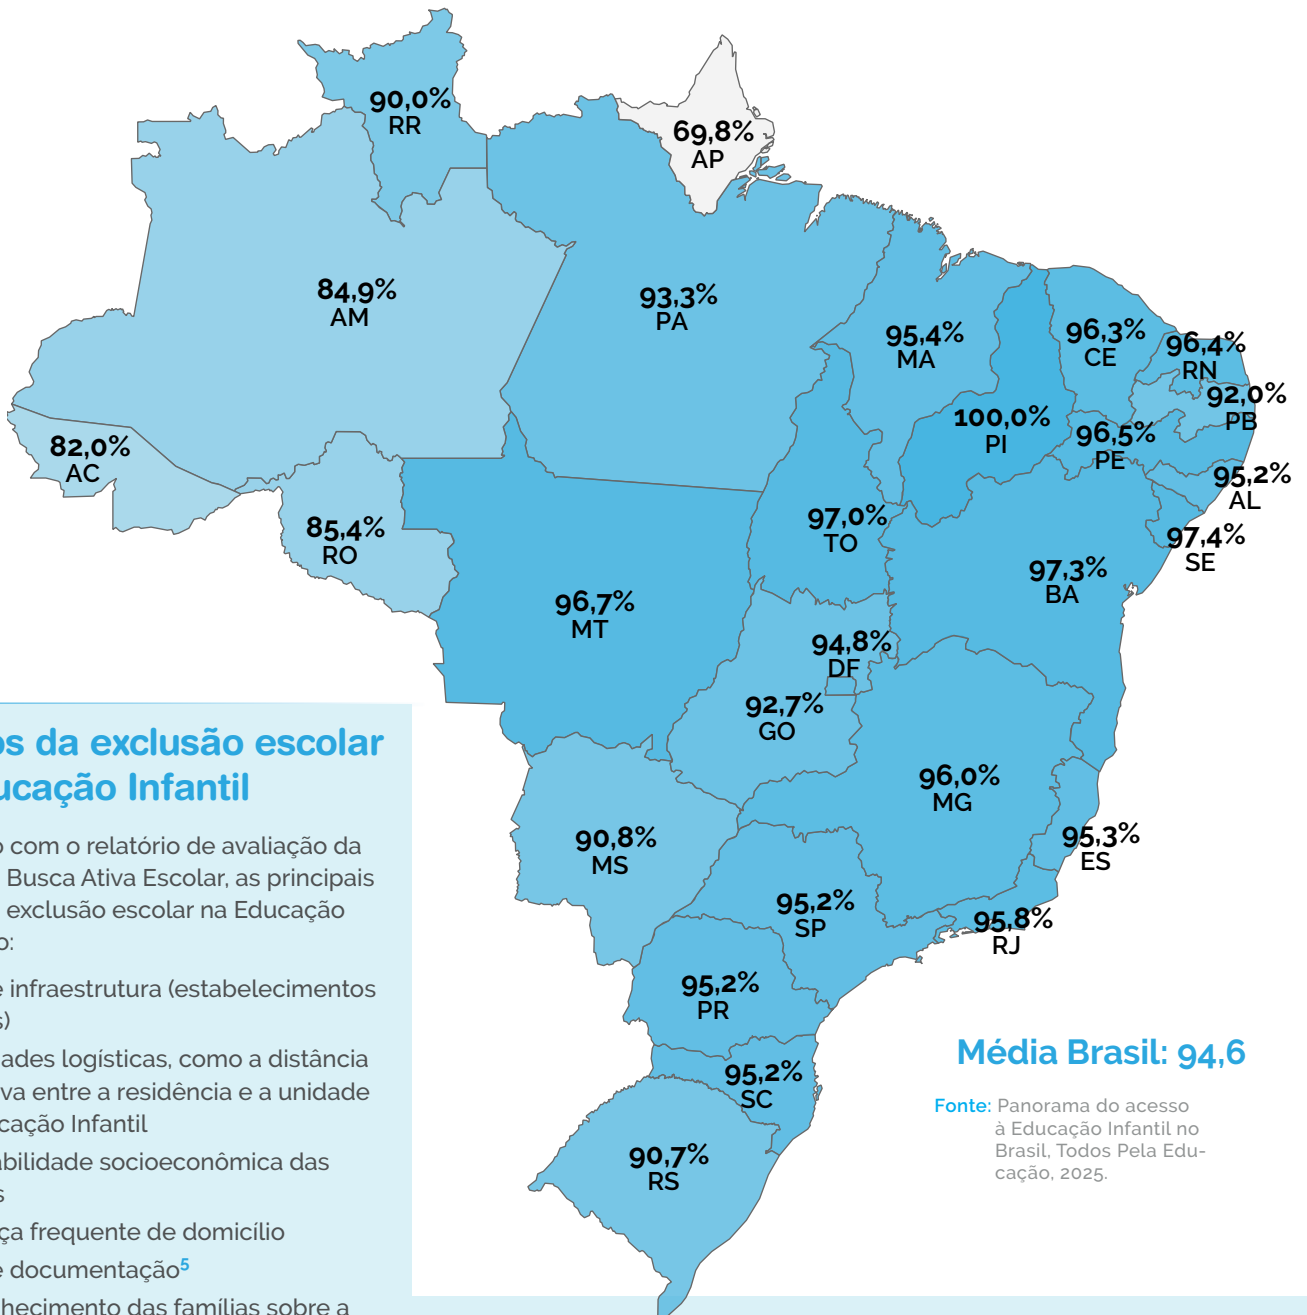 90,0%
RR
69,8%
AP
84,9%
AM
93,3%
PA
95,4%
MA
96,3%
CE
96,4%
RN
92,0%
PB
100,0%
PI
96,5%
PE
82,0%
AC
95,2%
AL
85,4%
RO
97,0%
TO
97,4%
SE
97,3%
BA
96,7%
MT
94,8%
DF
92,7%
GO
96,0%
MG
90,8%
MS
95,3%
ES
95,2%
SP
95,8%
RJ
95,2%
PR
95,2%
SC
90,7%
RS
Média Brasil: 94,6
Fonte: Panorama do acesso
à Educação Infantil no
Brasil, Todos Pela Edu-
cação, 2025.
os da exclusão escolar
ucação Infantil
o com o relatório de avaliação da
Busca Ativa Escolar, as principais
exclusão escolar na Educação
o:
e infraestrutura (estabelecimentos
s)
dades logísticas, como a distância
va entre a residência e a unidade
cação Infantil
abilidade socioeconômica das
s
ça frequente de domicílio
e documentação5
hecimento das famílias sobre a